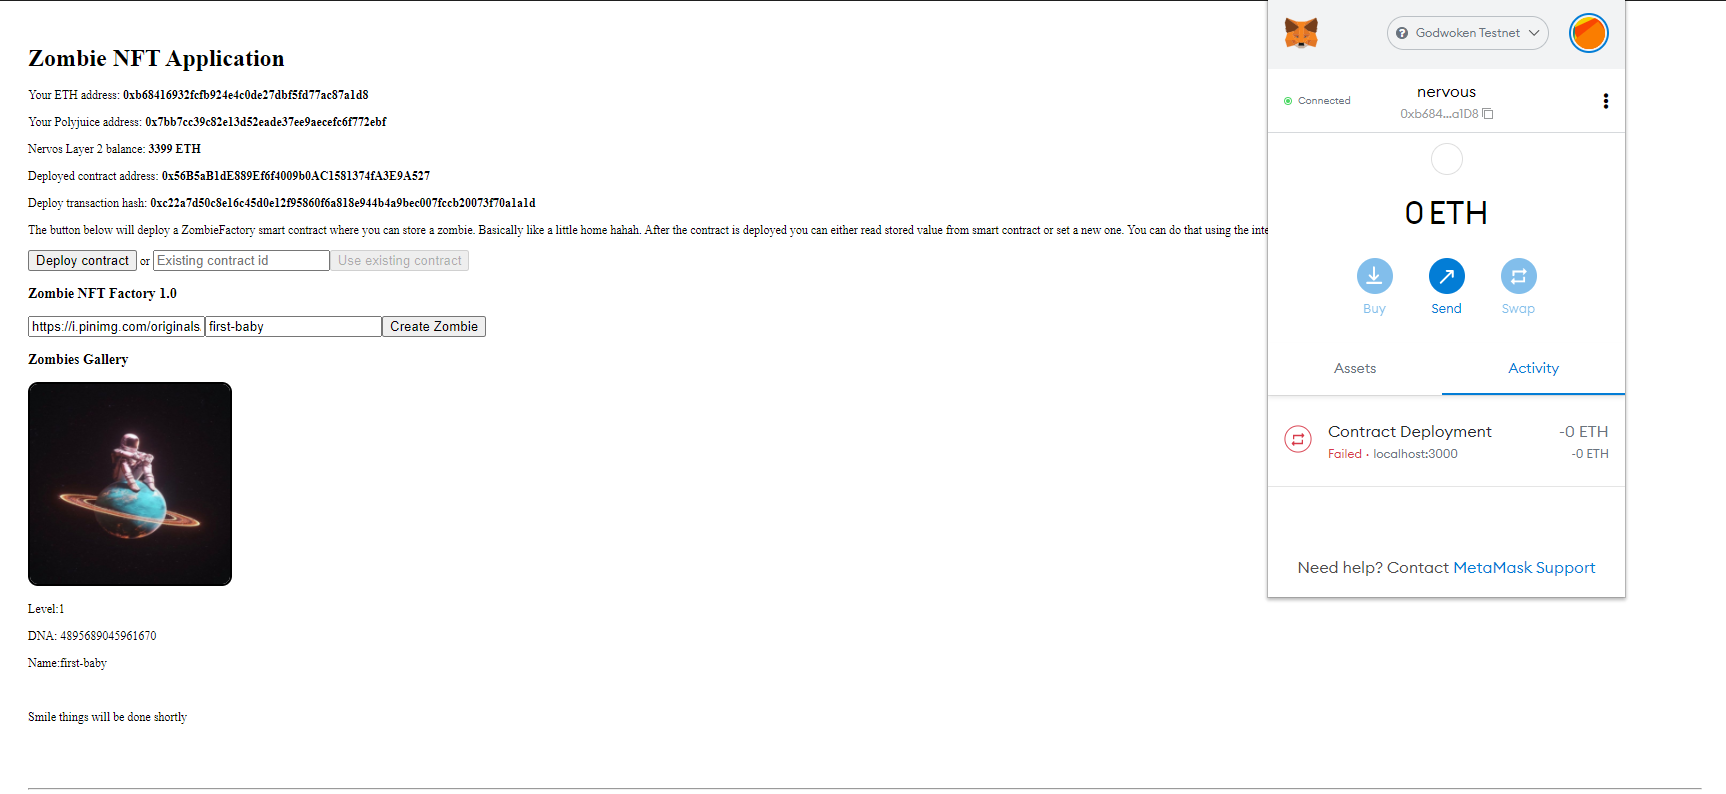 Zombie NFT Application
Your ETH address: 0xb68416932fcfb924e4c0de27dbf5fd77ac87a1d8
Your Polyjuice address: 0x7bb7cc39c82e13d52eade37ee9aecefc6f772ebf
Nervos Layer 2 balance: 3399 ETH
Deployed contract address: 0x56B5aB1dE889Ef6f4009b0AC1581374fA3E9A527
Deploy transaction hash: 0xc22a7d50c8e16c45d0e12f95860f6a818e944b4a9bec007fccb20073f70a1a1d
The button below will deploy a ZombieFactory smart contract where you can store a zombie. Basically like a little home hahah. After the contract is deployed you can either read stored value from smart contract or set a new one. You can do that using the inte
Deploy contract or Existing contract id Use existing contract
Zombie NFT Factory 1.0
https://i.pinimg.com/originals first-baby Create Zombie
Zombies Gallery
Level:1
DNA: 4895689045961670
Name:first-baby
Smile things will be done shortly
Godwoken Testnet
Connected
nervous
0xb684...a1D8
0 ETH
Buy
Send
Swap
Assets
Activity
Contract Deployment
-0 ETH
Failed · localhost:3000
-0 ETH
Need help? Contact MetaMask Support